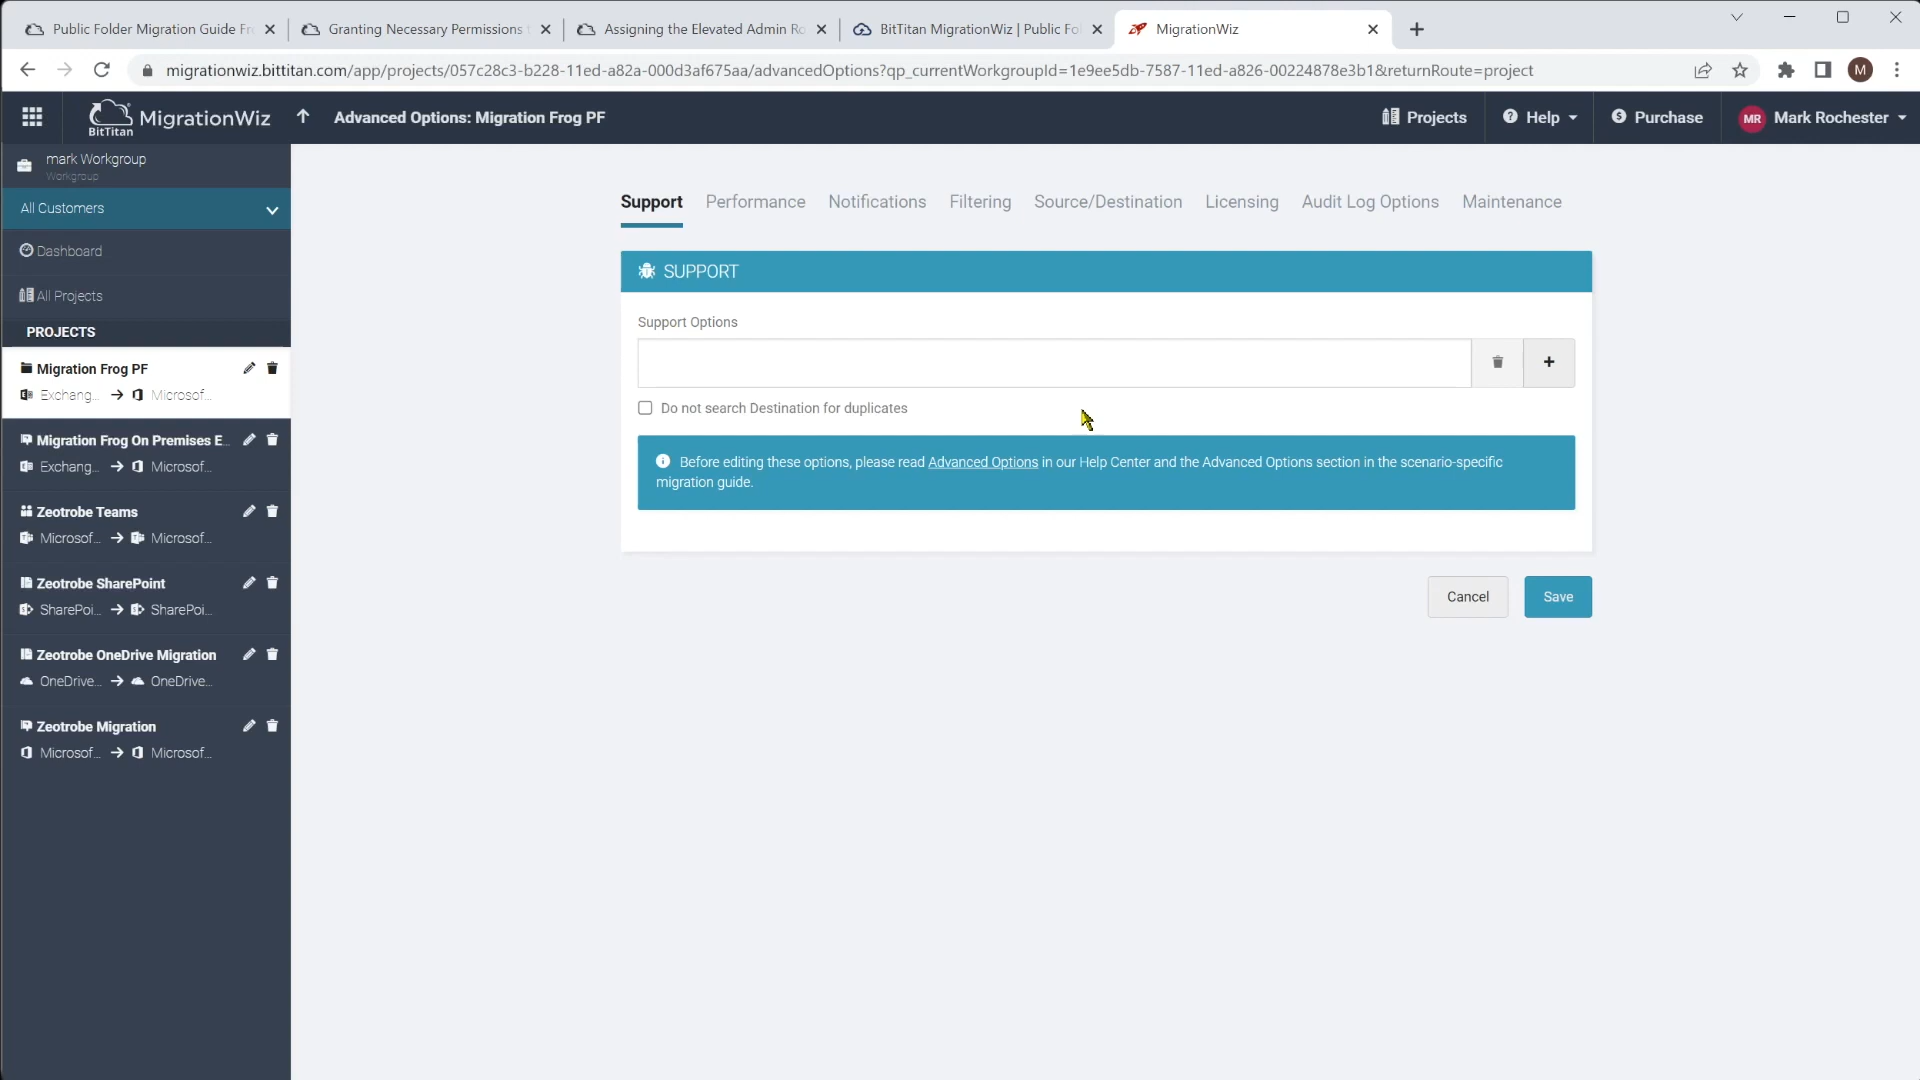 Public Folder Migration Guide Fr
Granting Necessary Permissions
Assigning the Elevated Admin Ro
BitTitan MigrationWiz | Public Fo
MigrationWiz
migrationwiz.bittitan.com/app/projects/057c28c3-b228-11ed-a82a-000d3af675aa/advancedOptions?qp_currentWorkgroupId=1e9ee5db-7587-11ed-a826-00224878e3b1&returnRoute=project
M
BitTitan MigrationWiz
Advanced Options: Migration Frog PF
Projects
Help
Purchase
MR Mark Rochester
mark Workgroup
Workgroup
All Customers
Dashboard
All Projects
PROJECTS
Migration Frog PF
Exchang... → Microsof...
Migration Frog On Premises E...
Exchang... → Microsof...
Zeotrobe Teams
Microsof... → Microsof...
Zeotrobe SharePoint
SharePoi... → SharePoi...
Zeotrobe OneDrive Migration
OneDrive... → OneDrive...
Zeotrobe Migration
Microsof... → Microsof...
Support Performance Notifications Filtering Source/Destination Licensing Audit Log Options Maintenance
SUPPORT
Support Options
+
Do not search Destination for duplicates
Before editing these options, please read Advanced Options in our Help Center and the Advanced Options section in the scenario-specific
migration guide.
Cancel
Save